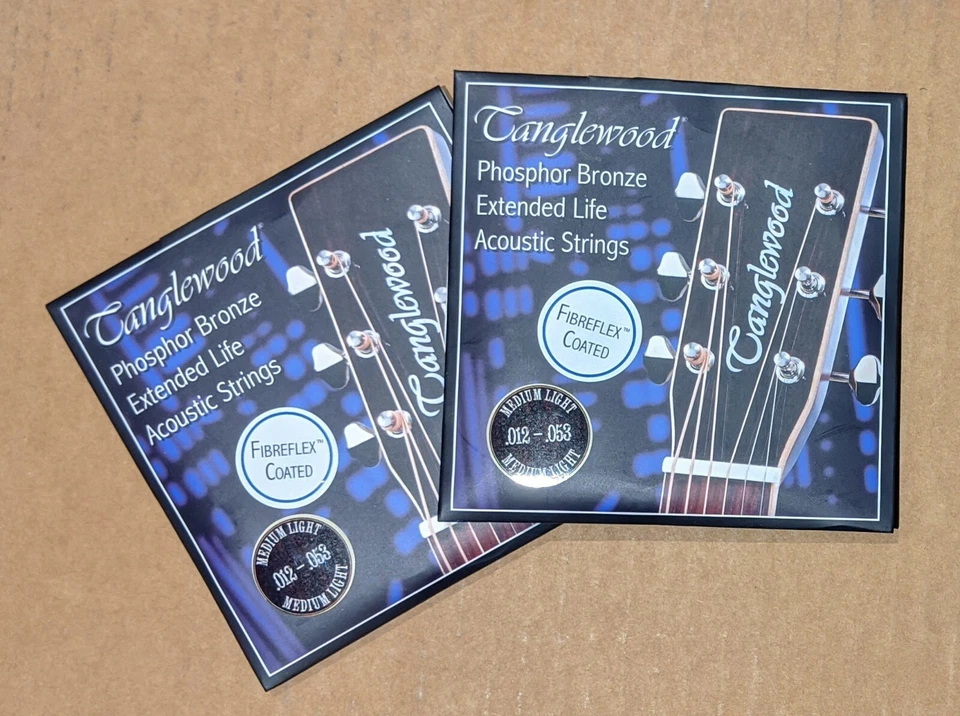 Tanglewood®
Phosphor Bronze
Extended Life
Acoustic Strings
FIBREFLEX™
COATED
MEDIUM LIGHT
.012 – .053
MEDIUM LIGHT
Tanglewood
Tanglewood®
Phosphor Bronze
Extended Life
Acoustic Strings
FIBREFLEX™
COATED
MEDIUM LIGHT
.012 – .053
MEDIUM LIGHT
Tanglewood